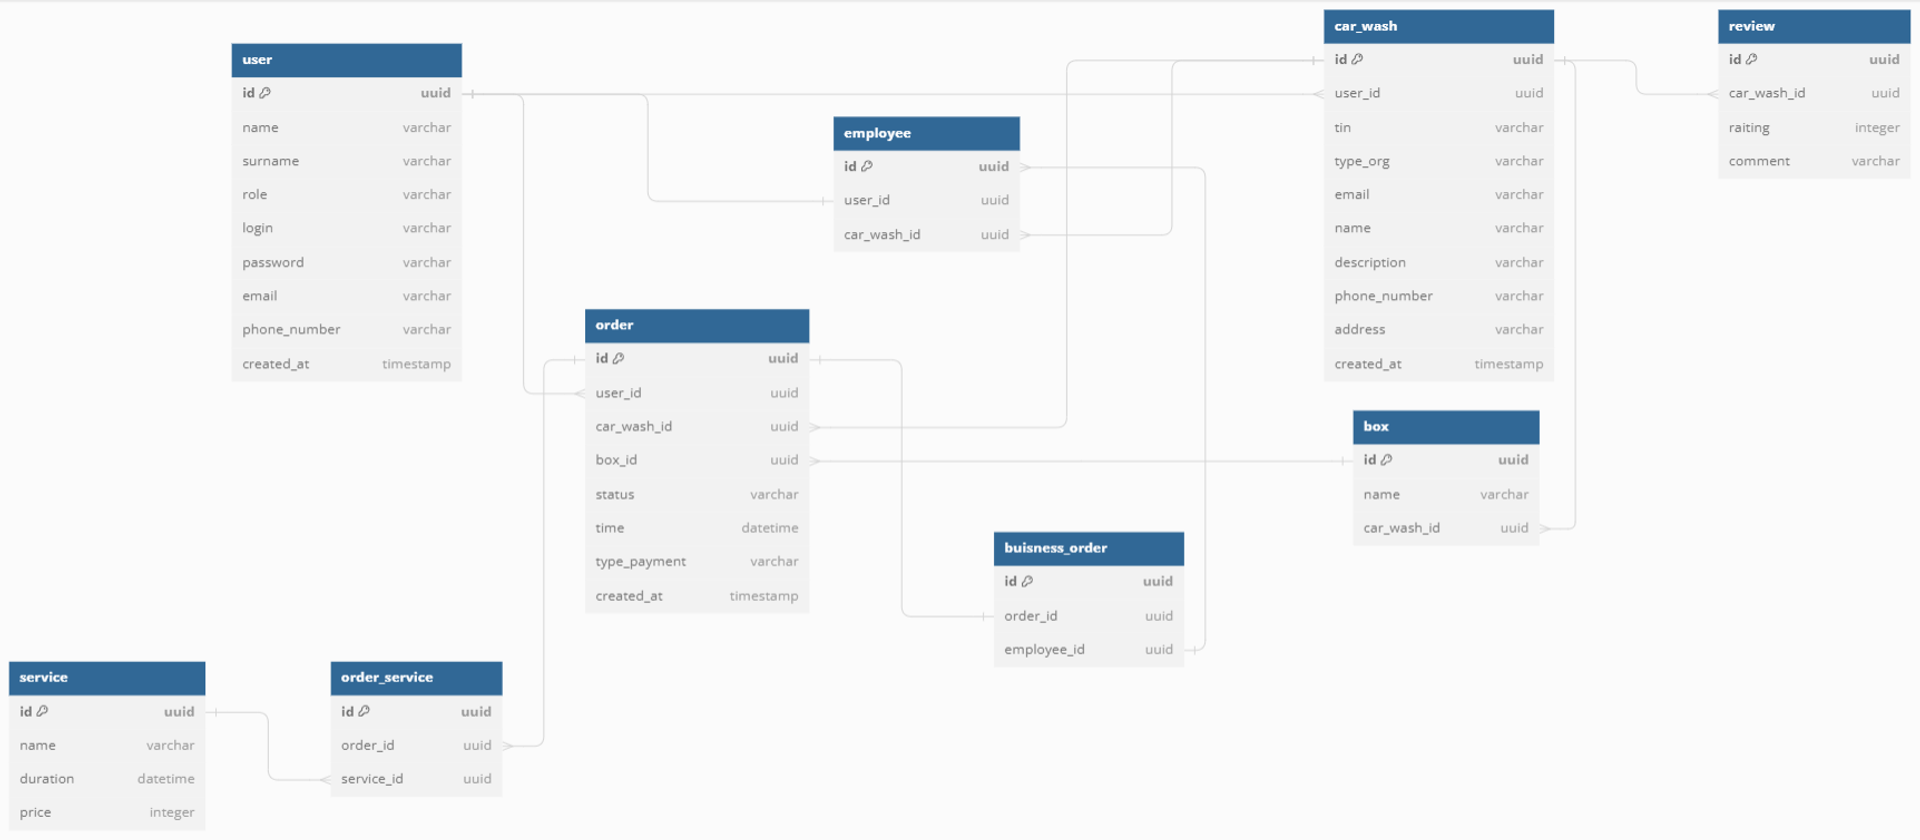 user
id uuid
name varchar
surname varchar
role varchar
login varchar
password varchar
email varchar
phone_number varchar
created_at timestamp
employee
id uuid
user_id uuid
car_wash_id uuid
car_wash
id uuid
user_id uuid
tin varchar
type_org varchar
email varchar
name varchar
description varchar
phone_number varchar
address varchar
created_at timestamp
review
id uuid
car_wash_id uuid
raiting integer
comment varchar
order
id uuid
user_id uuid
car_wash_id uuid
box_id uuid
status varchar
time datetime
type_payment varchar
created_at timestamp
box
id uuid
name varchar
car_wash_id uuid
buisness_order
id uuid
order_id uuid
employee_id uuid
service
id uuid
name varchar
duration datetime
price integer
order_service
id uuid
order_id uuid
service_id uuid